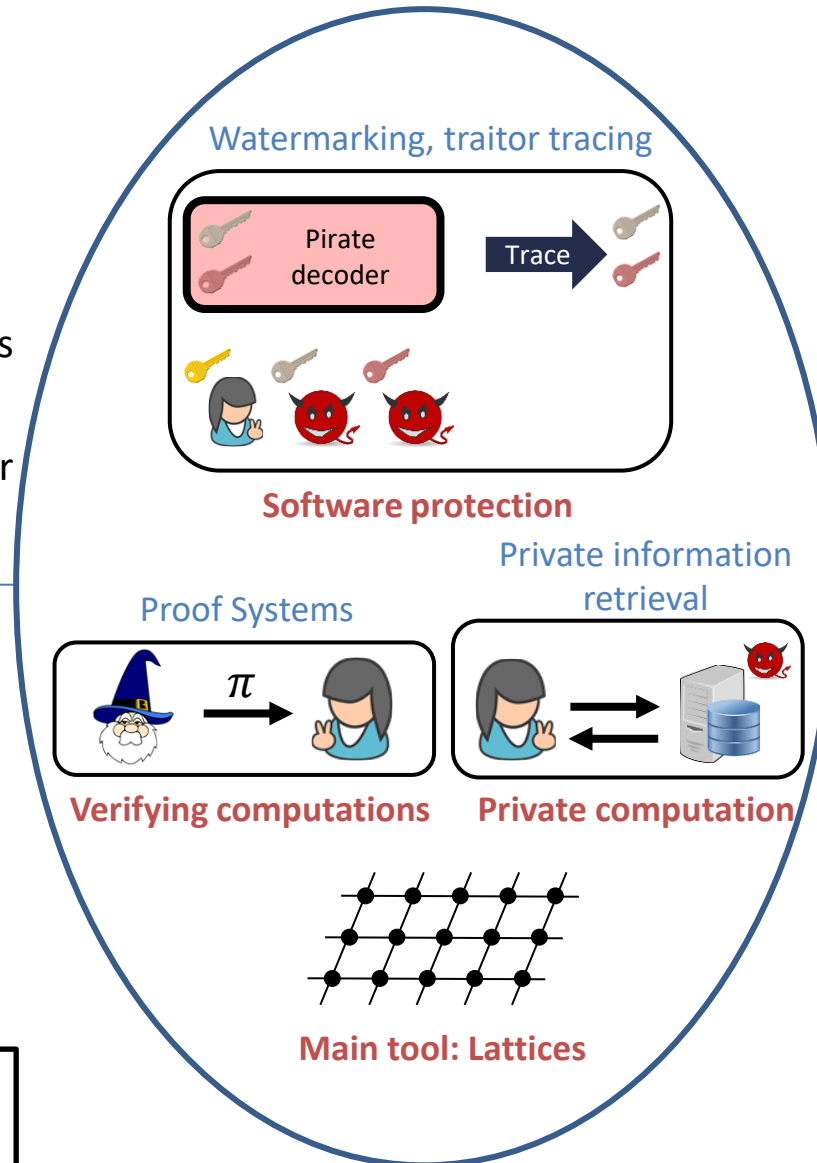 Watermarking, traitor tracing
Pirate
decoder
Trace
s
r
Software protection
Private information
retrieval
Proof Systems
π
Verifying computations
Private computation
Main tool: Lattices